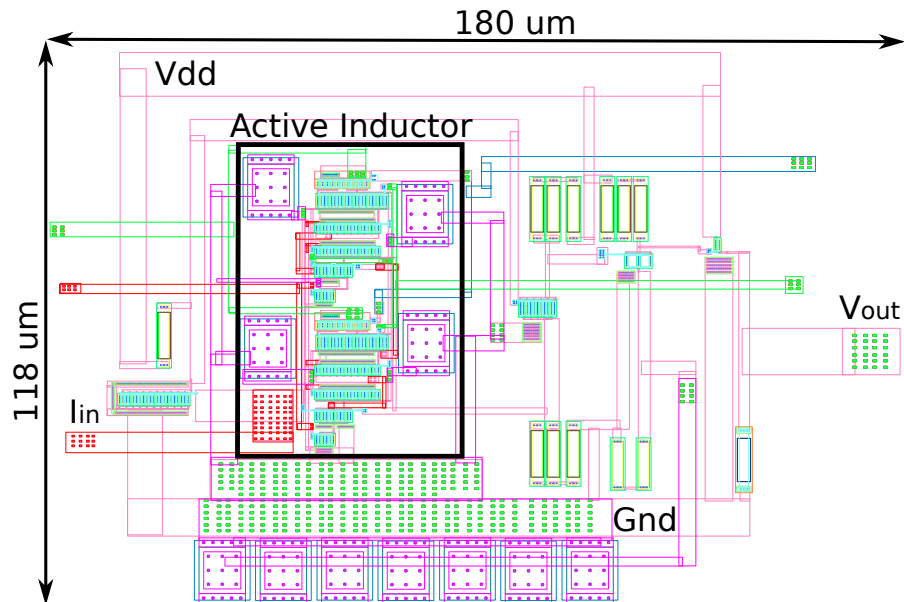 180 um
Vdd
Active Inductor
118 um
Vout
Iin
Gnd